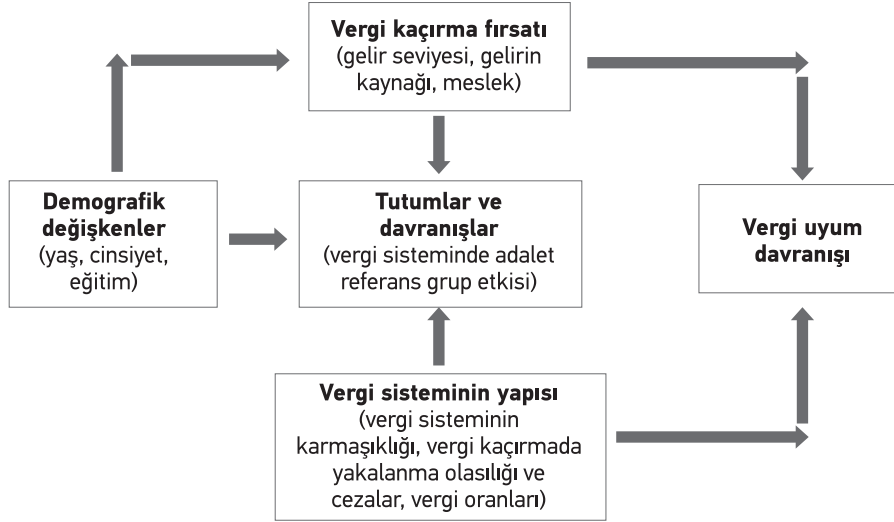 Vergi kaçırma fırsatı
(gelir seviyesi, gelirin
kaynağı, meslek)
Demografik
değişkenler
(yaş, cinsiyet,
eğitim)
Tutumlar ve
davranışlar
(vergi sisteminde adalet
referans grup etkisi)
Vergi uyum
davranışı
Vergi sisteminin yapısı
(vergi sisteminin
karmaşıklığı, vergi kaçırmada
yakalanma olasılığı ve
cezalar, vergi oranları)